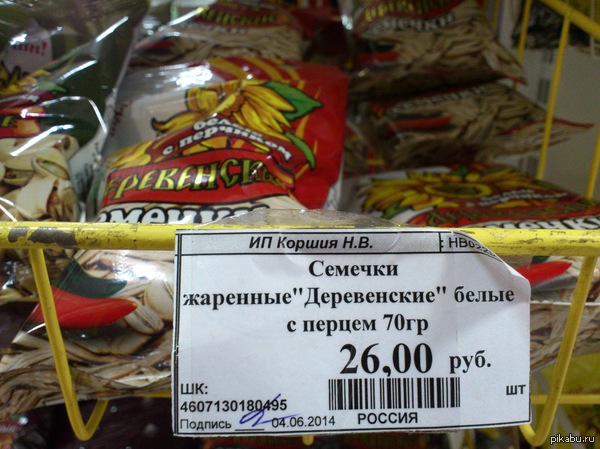 с перчиком
ИП Коршия Н.В.
Семечки
жаренные"Деревенские" белые
с перцем 70гр
26,00 руб.
ШК:
4607130180495
шт
Подпись 04.06.2014 РОССИЯ
pikabu.ru